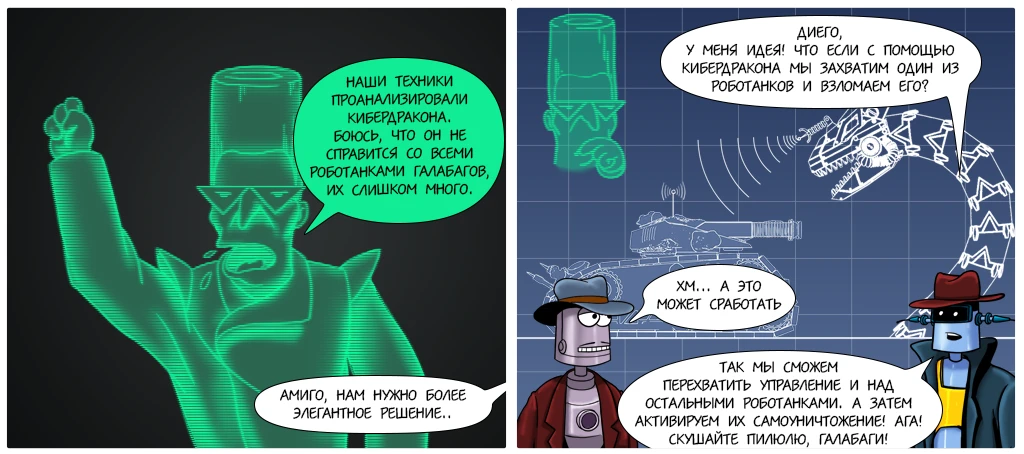 НАШИ ТЕХНИКИ
ПРОАНАЛИЗИРОВАЛИ
КИБЕРДРАКОНА.
БОЮСЬ, ЧТО ОН НЕ
СПРАВИТСЯ СО ВСЕМИ
РОБОТАНКАМИ ГАЛАБАГОВ,
ИХ СЛИШКОМ МНОГО.
АМИГО, НАМ НУЖНО БОЛЕЕ
ЭЛЕГАНТНОЕ РЕШЕНИЕ..
ДИЕГО,
У МЕНЯ ИДЕЯ! ЧТО ЕСЛИ С ПОМОЩЬЮ
КИБЕРДРАКОНА МЫ ЗАХВАТИМ ОДИН ИЗ
РОБОТАНКОВ И ВЗЛОМАЕМ ЕГО?
ХМ... А ЭТО
МОЖЕТ СРАБОТАТЬ
ТАК МЫ СМОЖЕМ
ПЕРЕХВАТИТЬ УПРАВЛЕНИЕ И НАД
ОСТАЛЬНЫМИ РОБОТАНКАМИ. А ЗАТЕМ
АКТИВИРУЕМ ИХ САМОУНИЧТОЖЕНИЕ! АГА!
СКУШАЙТЕ ПИЛЮЛЮ, ГАЛАБАГИ!